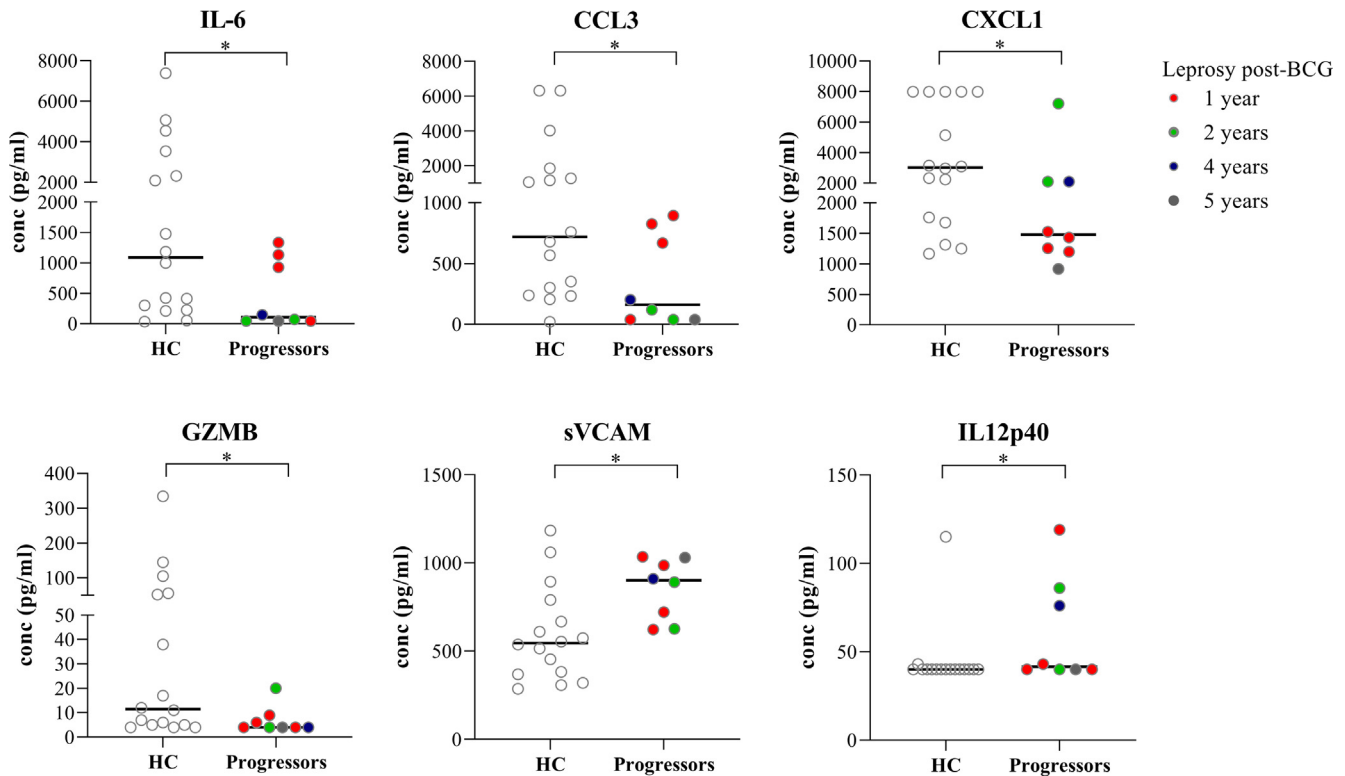 IL-6
*
8000
6000
4000
2000
2000
1500
1000
500
0
conc (pg/ml)
HC Progressors
CCL3
*
8000
6000
4000
2000
1000
500
0
conc (pg/ml)
HC Progressors
CXCL1
*
10000
8000
6000
4000
2000
2000
1500
1000
500
0
conc (pg/ml)
HC Progressors
Leprosy post-BCG
1 year
2 years
4 years
5 years
GZMB
*
400
300
200
100
50
40
30
20
10
0
conc (pg/ml)
HC Progressors
sVCAM
*
1500
1000
500
0
conc (pg/ml)
HC Progressors
IL12p40
*
150
100
50
0
conc (pg/ml)
HC Progressors